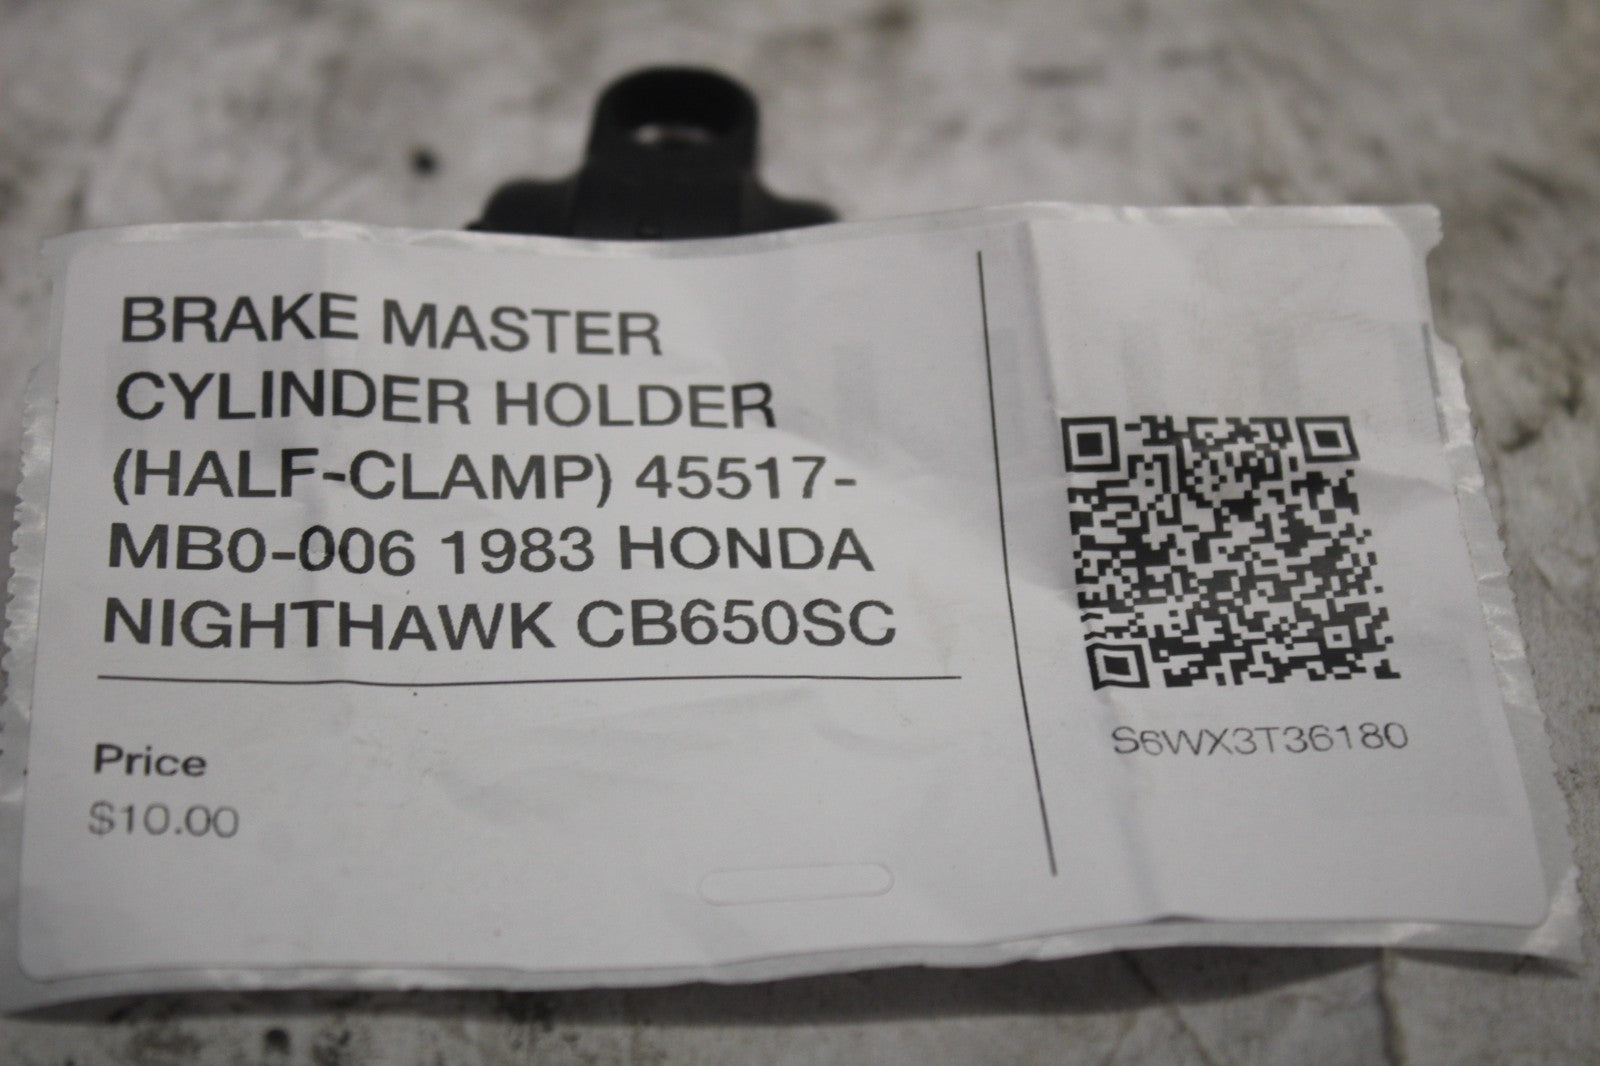 BRAKE MASTER
CYLINDER HOLDER
(HALF-CLAMP) 45517-
MB0-006 1983 HONDA
NIGHTHAWK CB650SC
Price
$10.00
S6WX3T36180